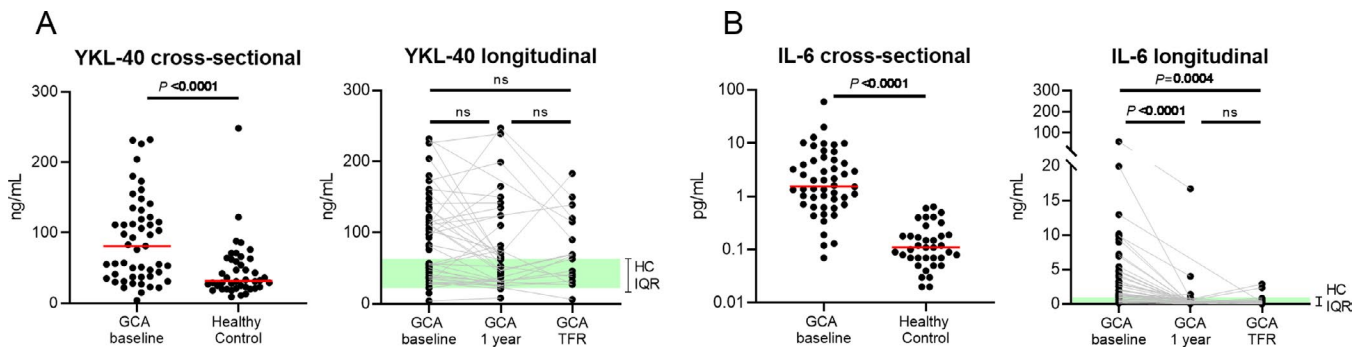 A
YKL-40 cross-sectional
P <0.0001
ng/mL
300
200
100
0
GCA
baseline
Healthy
Control
YKL-40 longitudinal
ns
ns
ns
ng/mL
300
200
100
0
HC
IQR
GCA
baseline
GCA
1 year
GCA
TFR
B
IL-6 cross-sectional
P <0.0001
pg/mL
100
10
1
0.1
0.01
GCA
baseline
Healthy
Control
IL-6 longitudinal
P=0.0004
P <0.0001
ns
ng/mL
300
200
100
20
15
10
5
0
HC
IQR
GCA
baseline
GCA
1 year
GCA
TFR